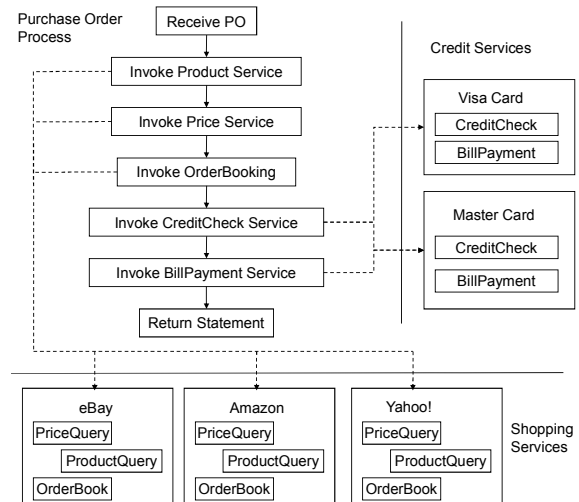 Purchase Order
Process
Receive PO
Invoke Product Service
Invoke Price Service
Invoke OrderBooking
Invoke CreditCheck Service
Invoke BillPayment Service
Return Statement
Credit Services
Visa Card
CreditCheck
BillPayment
Master Card
CreditCheck
BillPayment
eBay
PriceQuery
ProductQuery
OrderBook
Amazon
PriceQuery
ProductQuery
OrderBook
Yahoo!
PriceQuery
ProductQuery
OrderBook
Shopping
Services